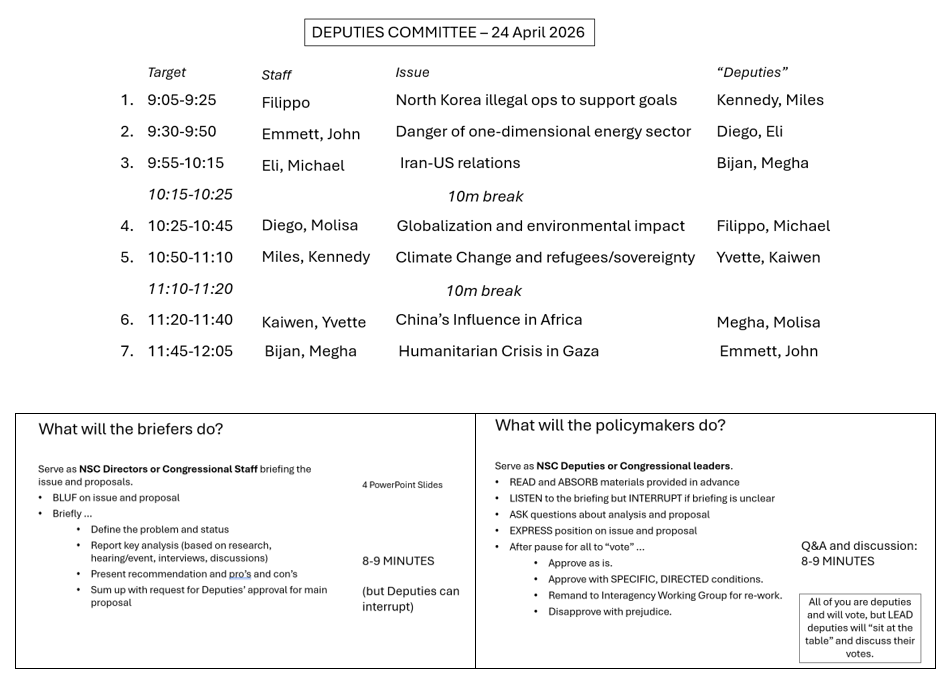 DEPUTIES COMMITTEE – 24 April 2026
Target Staff Issue “Deputies”
1. 9:05-9:25 Filippo North Korea illegal ops to support goals Kennedy, Miles
2. 9:30-9:50 Emmett, John Danger of one-dimensional energy sector Diego, Eli
3. 9:55-10:15 Eli, Michael Iran-US relations Bijan, Megha
10:15-10:25 10m break
4. 10:25-10:45 Diego, Molisa Globalization and environmental impact Filippo, Michael
5. 10:50-11:10 Miles, Kennedy Climate Change and refugees/sovereignty Yvette, Kaiwen
11:10-11:20 10m break
6. 11:20-11:40 Kaiwen, Yvette China’s Influence in Africa Megha, Molisa
7. 11:45-12:05 Bijan, Megha Humanitarian Crisis in Gaza Emmett, John
What will the briefers do?
Serve as NSC Directors or Congressional Staff briefing the
issue and proposals.
• BLUF on issue and proposal
• Briefly ...
• Define the problem and status
• Report key analysis (based on research,
hearing/event, interviews, discussions)
• Present recommendation and pro’s and con’s
• Sum up with request for Deputies’ approval for main
proposal
4 PowerPoint Slides
8-9 MINUTES
(but Deputies can
interrupt)
What will the policymakers do?
Serve as NSC Deputies or Congressional leaders.
• READ and ABSORB materials provided in advance
• LISTEN to the briefing but INTERRUPT if briefing is unclear
• ASK questions about analysis and proposal
• EXPRESS position on issue and proposal
• After pause for all to “vote” ...
• Approve as is.
• Approve with SPECIFIC, DIRECTED conditions.
• Remand to Interagency Working Group for re-work.
• Disapprove with prejudice.
Q&A and discussion:
8-9 MINUTES
All of you are deputies
and will vote, but LEAD
deputies will “sit at the
table” and discuss their
votes.